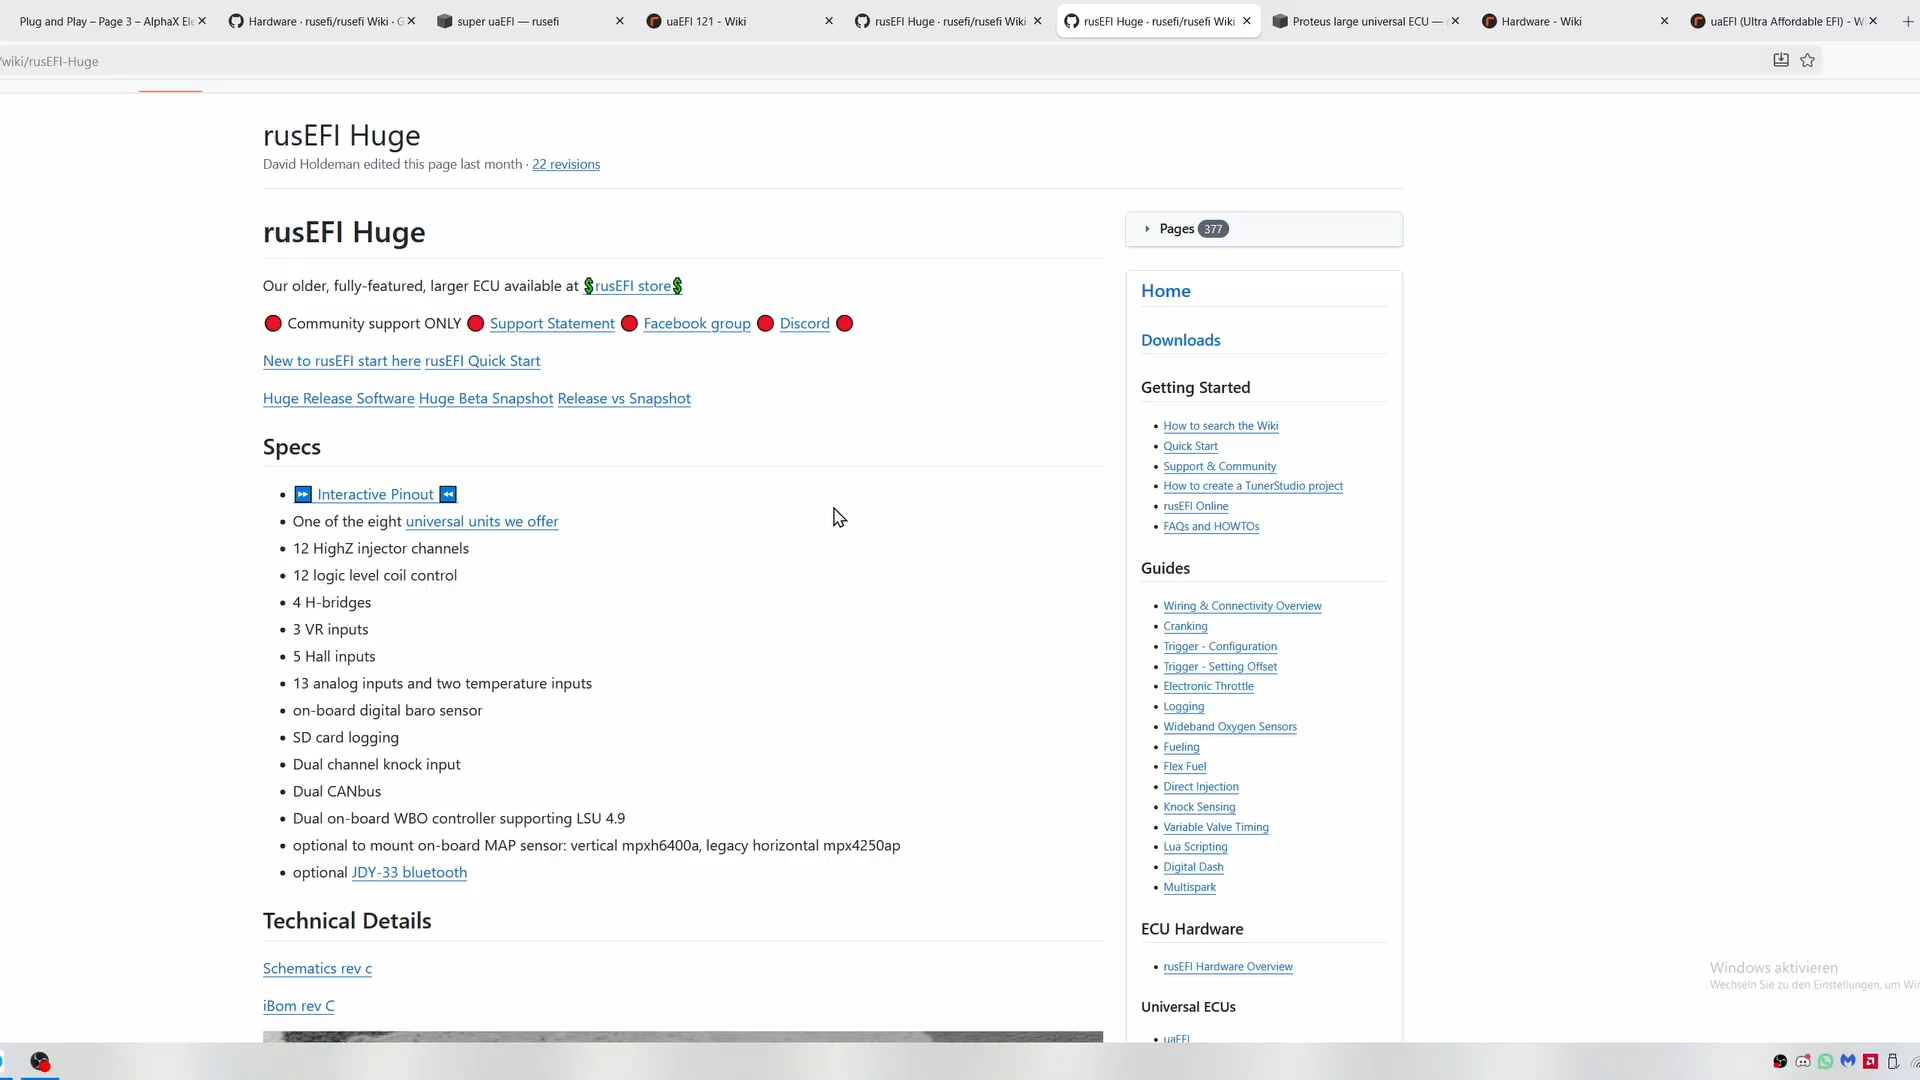 Plug and Play – Page 3 – AlphaX Ele
Hardware · rusefi/rusefi Wiki · G
super uaEFI — rusefi
uaEFI 121 - Wiki
rusEFI Huge · rusefi/rusefi Wiki
rusEFI Huge · rusefi/rusefi Wiki
Proteus large universal ECU —
Hardware - Wiki
uaEFI (Ultra Affordable EFI) - W
/wiki/rusEFI-Huge
rusEFI Huge
David Holdeman edited this page last month · 22 revisions
rusEFI Huge
Our older, fully-featured, larger ECU available at 💲rusEFI store💲
🔴 Community support ONLY 🔴 Support Statement 🔴 Facebook group 🔴 Discord 🔴
New to rusEFI start here rusEFI Quick Start
Huge Release Software Huge Beta Snapshot Release vs Snapshot
Specs
• ⏩ Interactive Pinout ⏪
• One of the eight universal units we offer
• 12 HighZ injector channels
• 12 logic level coil control
• 4 H-bridges
• 3 VR inputs
• 5 Hall inputs
• 13 analog inputs and two temperature inputs
• on-board digital baro sensor
• SD card logging
• Dual channel knock input
• Dual CANbus
• Dual on-board WBO controller supporting LSU 4.9
• optional to mount on-board MAP sensor: vertical mpxh6400a, legacy horizontal mpx4250ap
• optional JDY-33 bluetooth
Technical Details
Schematics rev c
iBom rev C
Pages 377
Home
Downloads
Getting Started
• How to search the Wiki
• Quick Start
• Support & Community
• How to create a TunerStudio project
• rusEFI Online
• FAQs and HOWTOs
Guides
• Wiring & Connectivity Overview
• Cranking
• Trigger - Configuration
• Trigger - Setting Offset
• Electronic Throttle
• Logging
• Wideband Oxygen Sensors
• Fueling
• Flex Fuel
• Direct Injection
• Knock Sensing
• Variable Valve Timing
• Lua Scripting
• Digital Dash
• Multispark
ECU Hardware
• rusEFI Hardware Overview
Universal ECUs
• uaEFI
Windows aktivieren
Wechseln Sie zu den Einstellungen, um Win